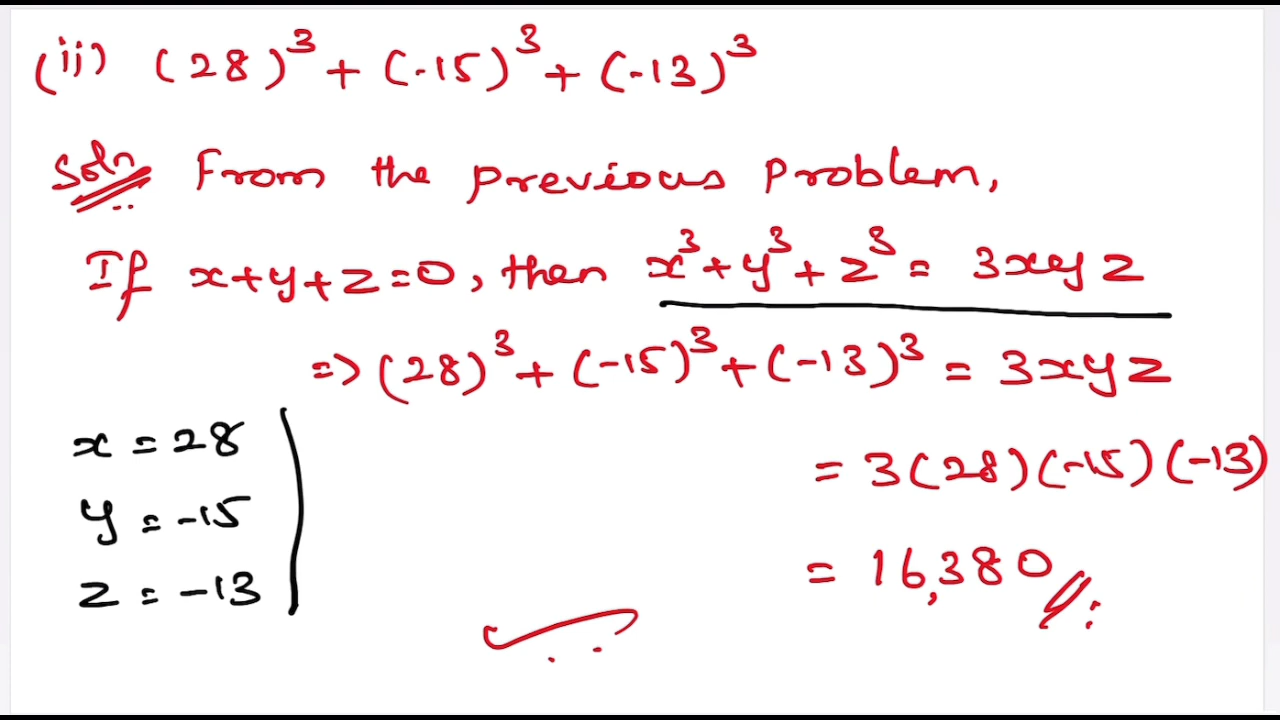 (ii) (28)³ + (-15)³ + (-13)³
Soln From the previous problem,
If x+y+z=0, then x³+y³+z³ = 3xyz
=> (28)³ + (-15)³ + (-13)³ = 3xyz
x = 28
= 3(28)(-15)(-13)
y = -15
= 16,380
z = -13